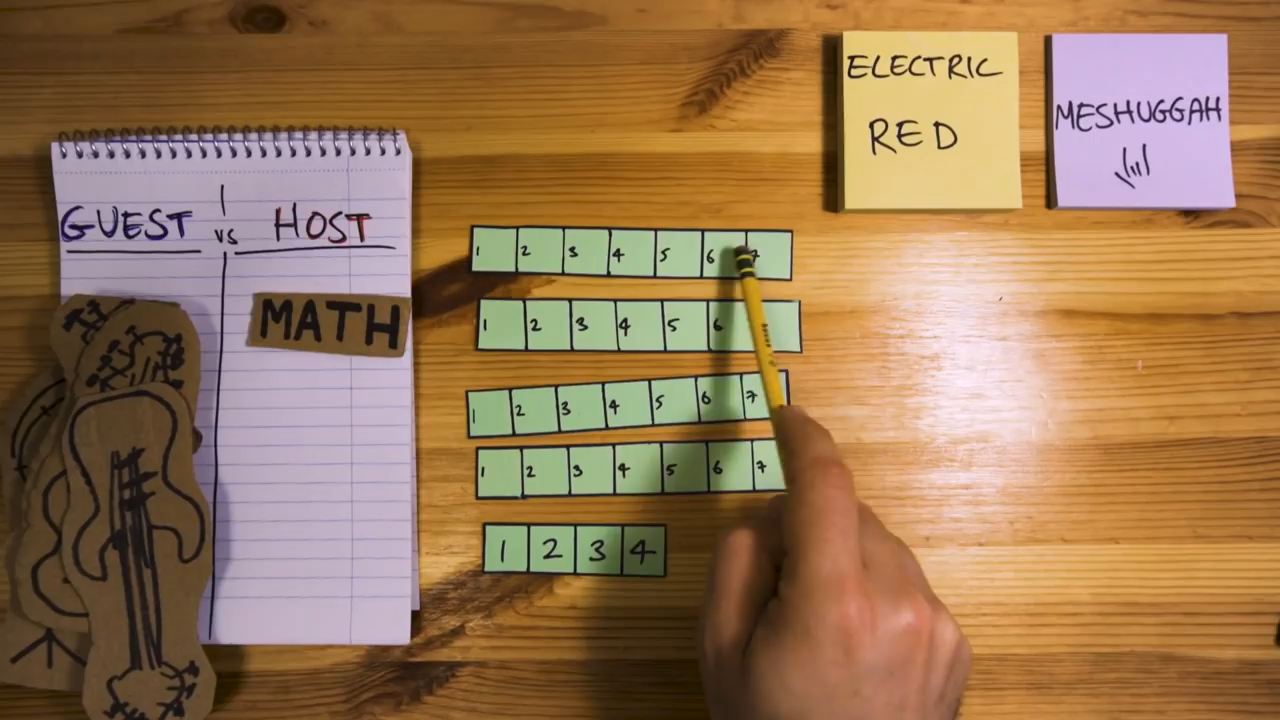 ELECTRIC
RED
MESHUGGAH
GUEST vs HOST
MATH
1 2 3 4 5 6 7
1 2 3 4 5 6
1 2 3 4 5 6 7
1 2 3 4 5 6 7
1 2 3 4